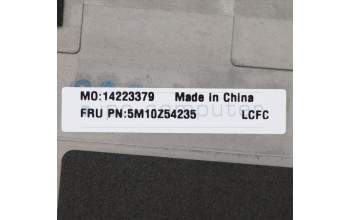 MO:14223379 Made in China
FRU PN:5M10Z54235 LCFC